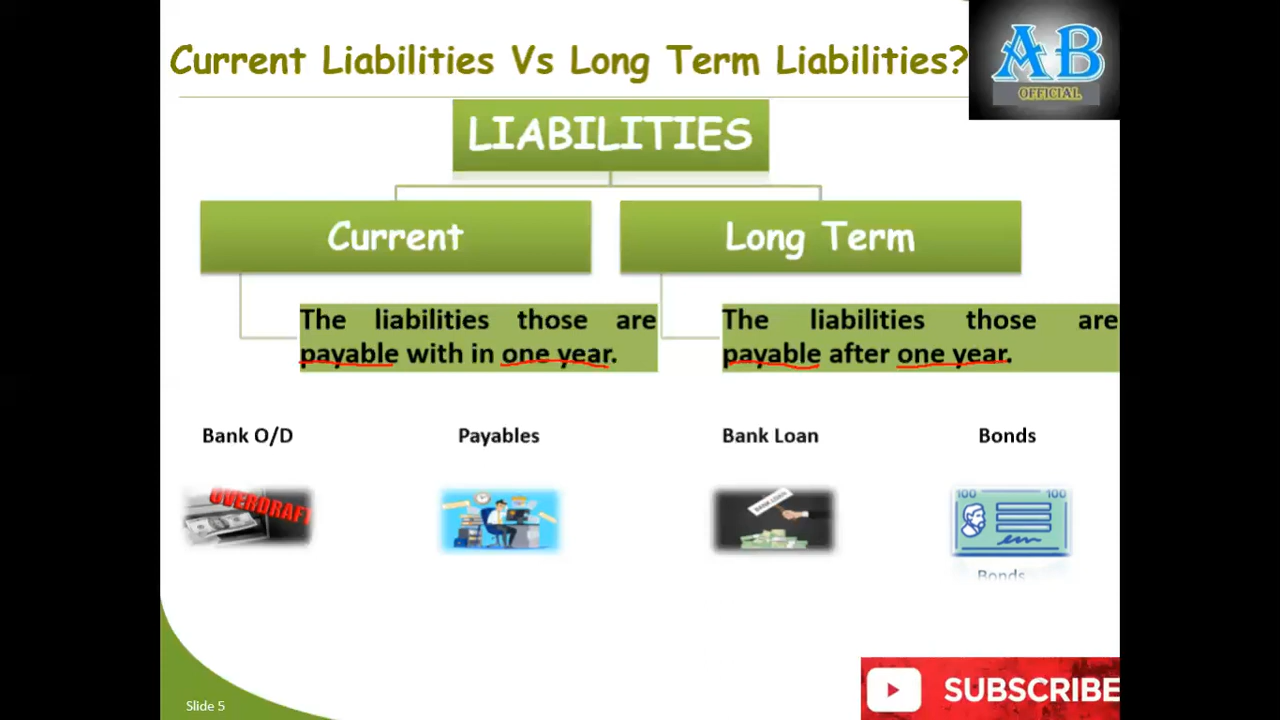 Current Liabilities Vs Long Term Liabilities?
AB
OFFICIAL
LIABILITIES
Current
Long Term
The liabilities those are
payable with in one year.
The liabilities those are
payable after one year.
Bank O/D
Payables
Bank Loan
Bonds
OVERDRAFT
BANK LOAN
100 100
Bonds
Slide 5
SUBSCRIBE